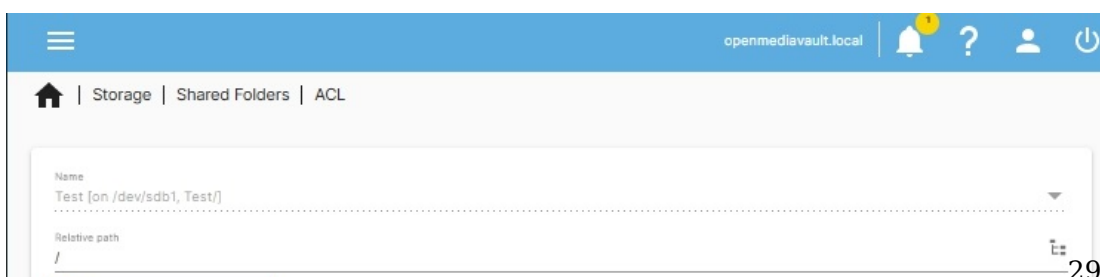 openmediavault.local 1 ?
Storage | Shared Folders | ACL
Name
Test [on /dev/sdb1, Test/]
Relative path
/
29